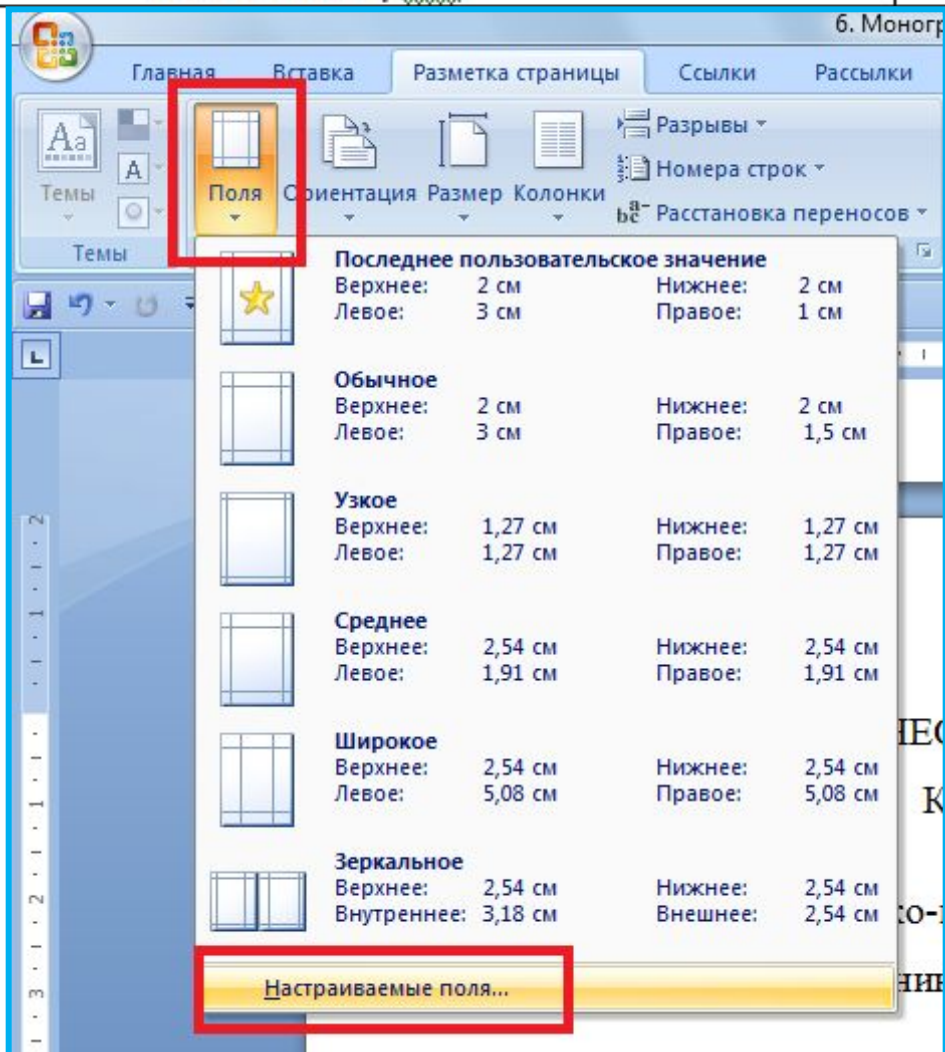 6. Моногр
Главная Вставка Разметка страницы Ссылки Рассылки
Aa
A
Темы
Поля Ориентация Размер Колонки
Разрывы
Номера строк
Расстановка переносов
Темы
Последнее пользовательское значение
Верхнее: 2 см Нижнее: 2 см
Левое: 3 см Правое: 1 см
Обычное
Верхнее: 2 см Нижнее: 2 см
Левое: 3 см Правое: 1,5 см
Узкое
Верхнее: 1,27 см Нижнее: 1,27 см
Левое: 1,27 см Правое: 1,27 см
Среднее
Верхнее: 2,54 см Нижнее: 2,54 см
Левое: 1,91 см Правое: 1,91 см
Широкое
Верхнее: 2,54 см Нижнее: 2,54 см
Левое: 5,08 см Правое: 5,08 см
Зеркальное
Верхнее: 2,54 см Нижнее: 2,54 см
Внутреннее: 3,18 см Внешнее: 2,54 см
Настраиваемые поля...
2
1
1
2
3